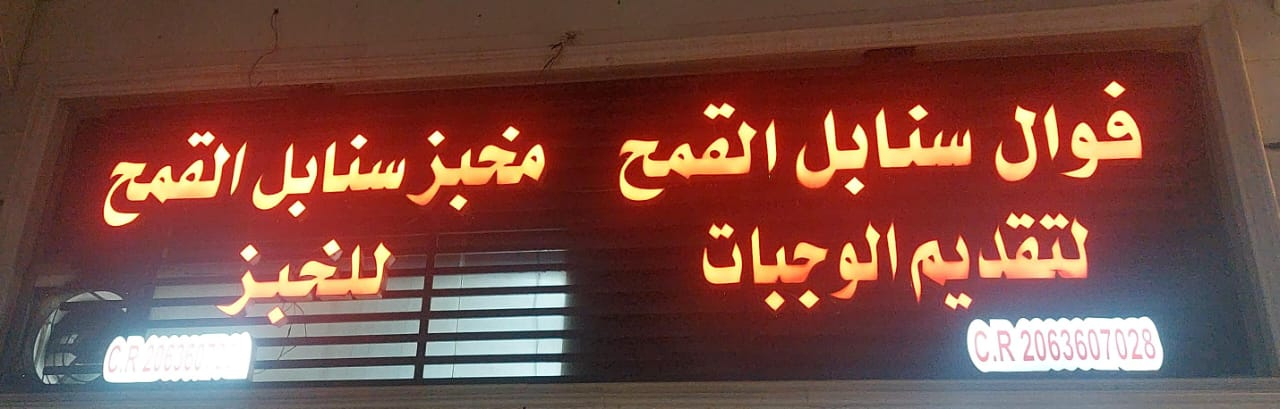 فوال سنابل القمح
لتقديم الوجبات
C.R 2063607028
مخبز سنابل القمح
للخبز
C.R